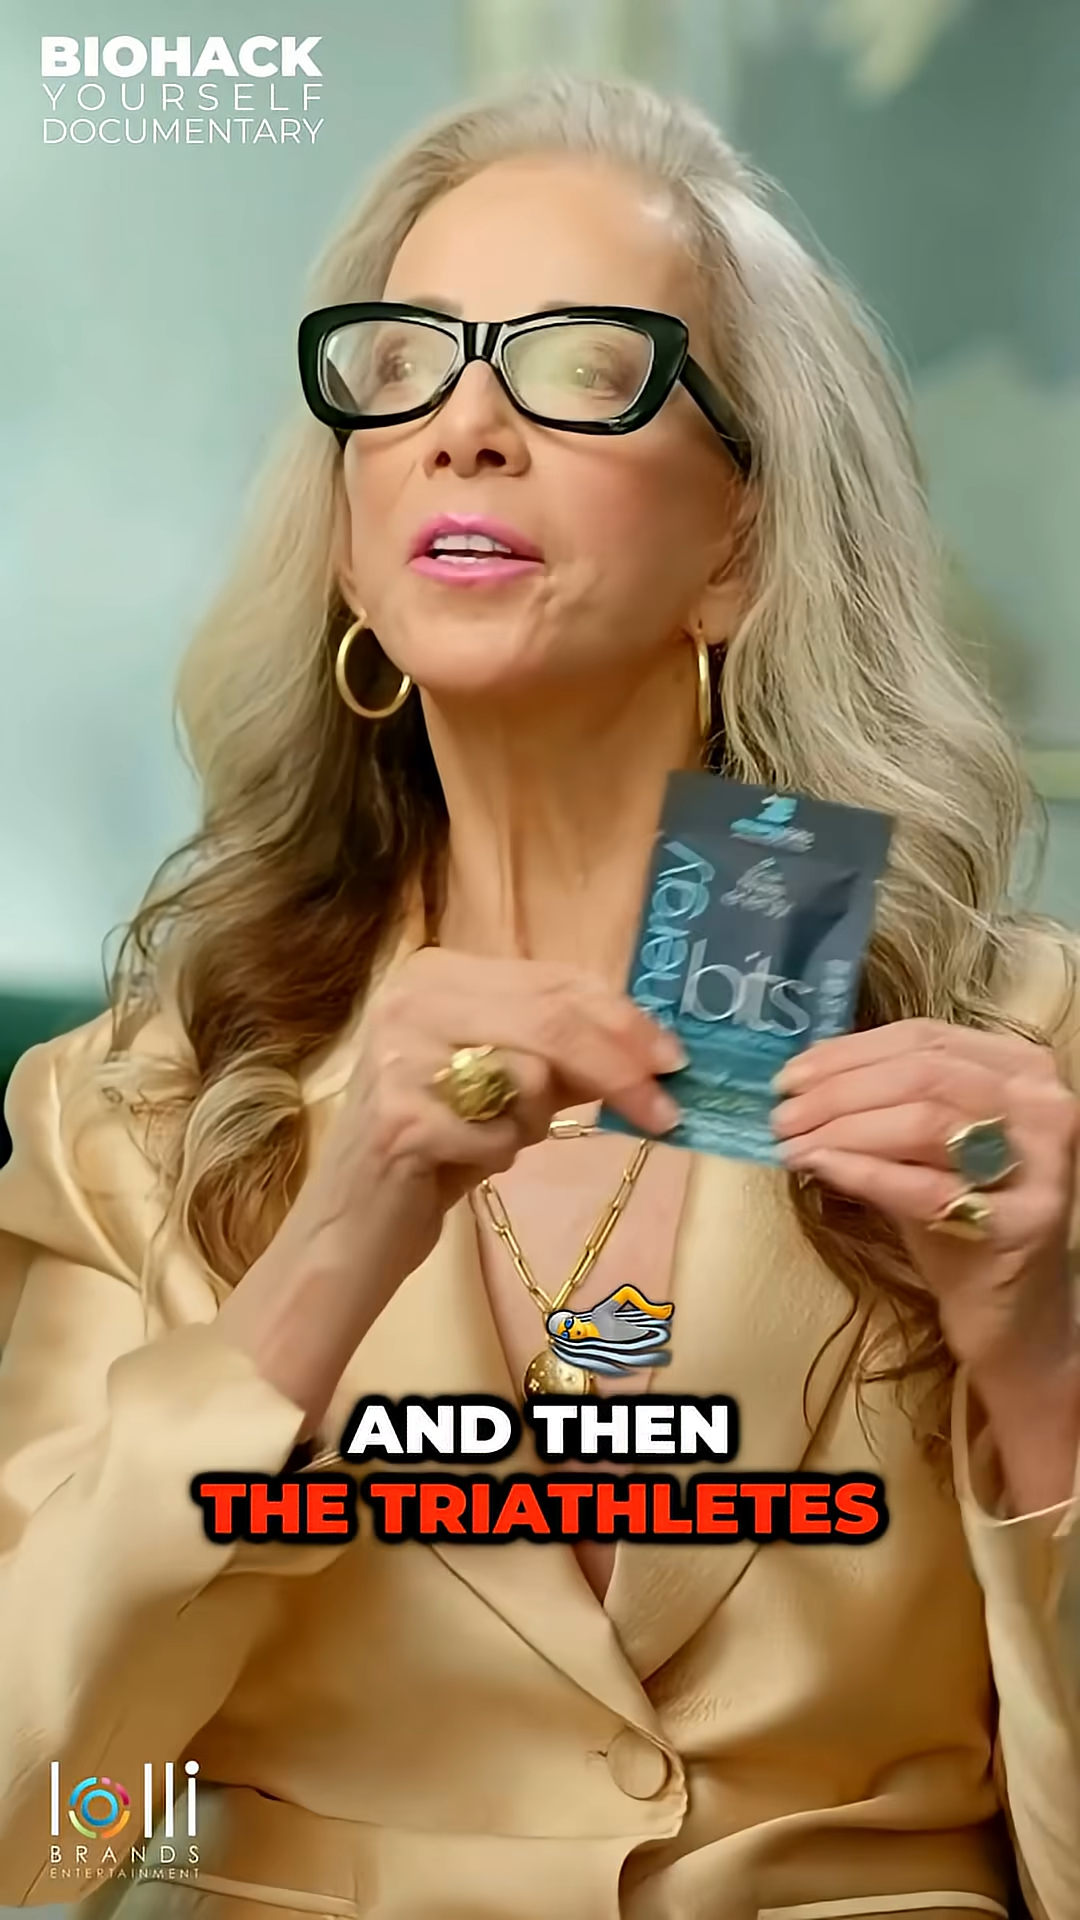 BIOHACK
YOURSELF
DOCUMENTARY
bits
AND THEN
THE TRIATHLETES
lolli
BRANDS
ENTERTAINMENT